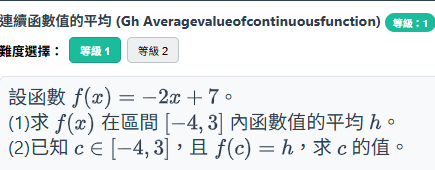 連續函數值的平均 (Gh Averagevalueofcontinuousfunction) 等級：1
難度選擇： 等級 1 等級 2
設函數 f(x) = −2x + 7。
(1)求 f(x) 在區間 [−4, 3] 內函數值的平均 h。
(2)已知 c ∈ [−4, 3]，且 f(c) = h，求 c 的值。